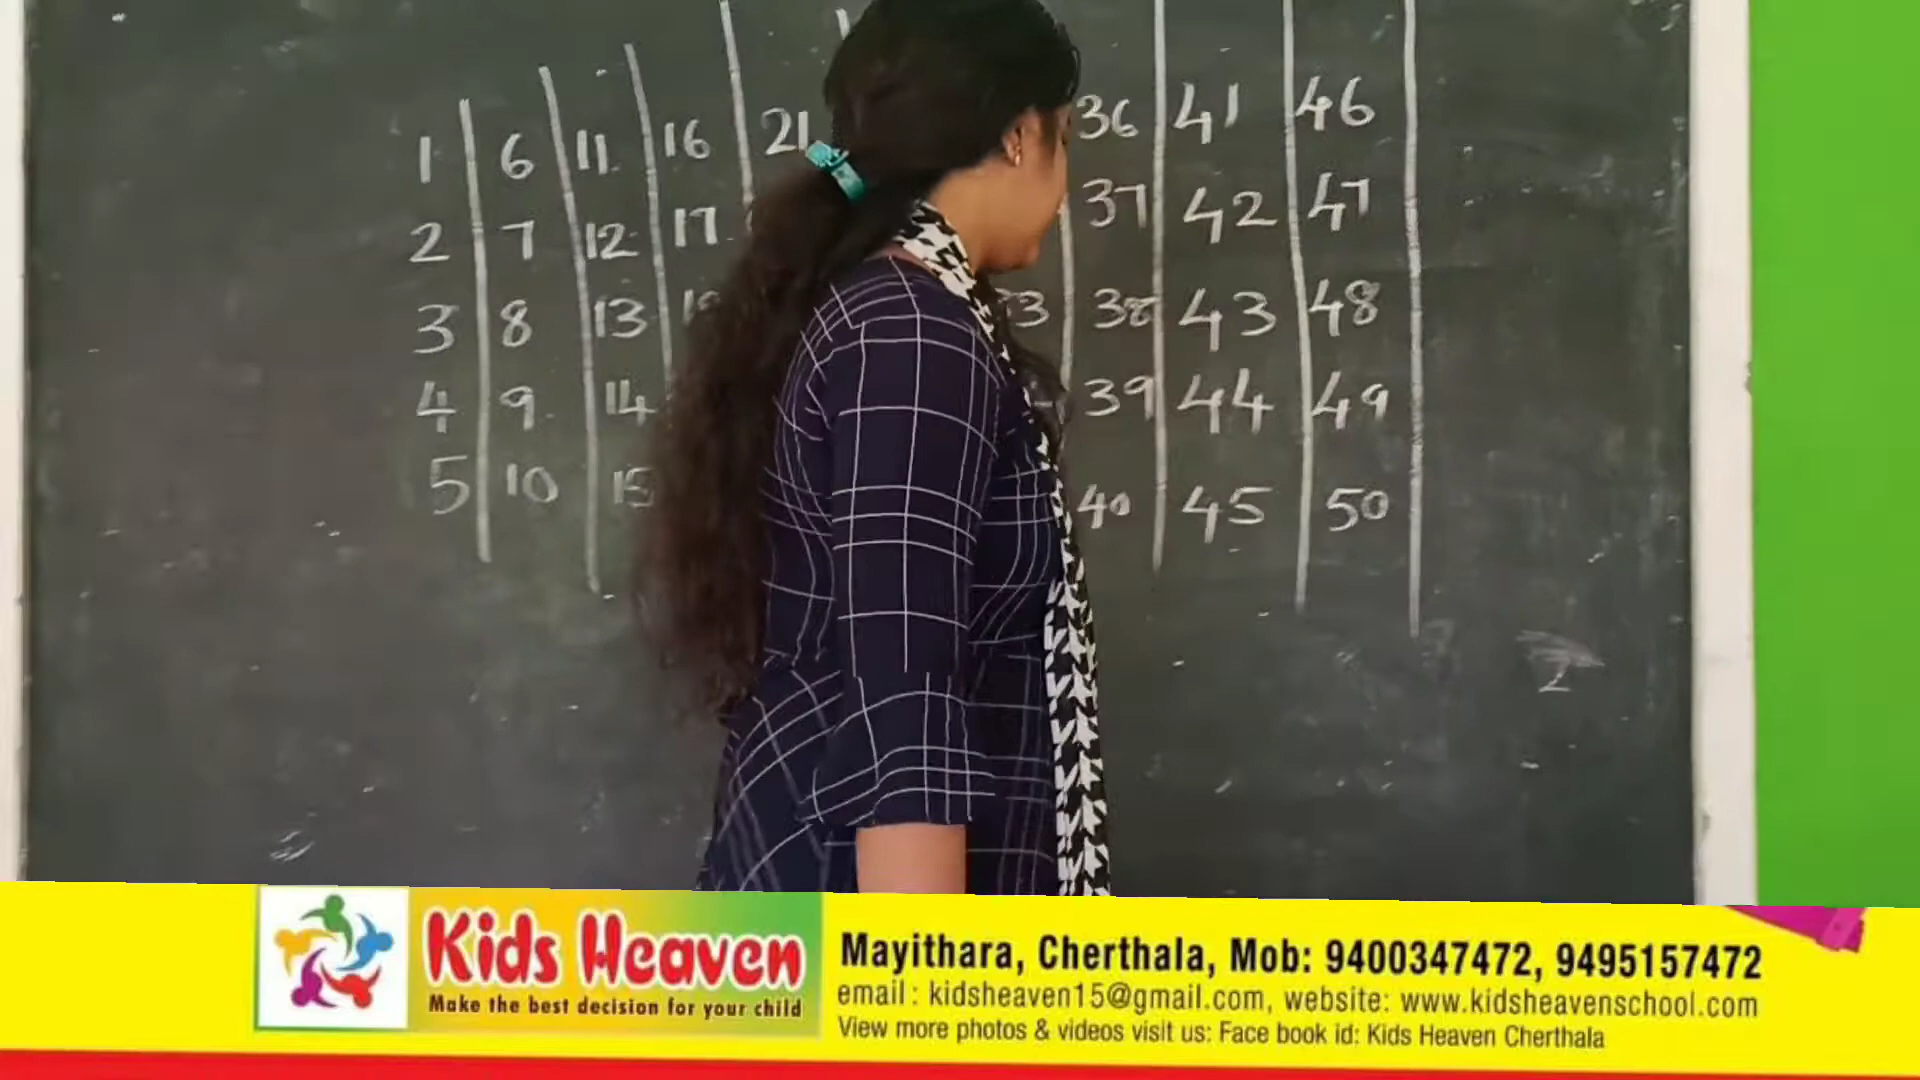 1 6 11 16 21 36 41 46
2 7 12 17 37 42 47
3 8 13 38 43 48
4 9 14 39 44 49
5 10 15 40 45 50
2
Kids Heaven
Make the best decision for your child
Mayithara, Cherthala, Mob: 9400347472, 9495157472
email : kidsheaven15@gmail.com, website: www.kidsheavenschool.com
View more photos & videos visit us: Face book id: Kids Heaven Cherthala